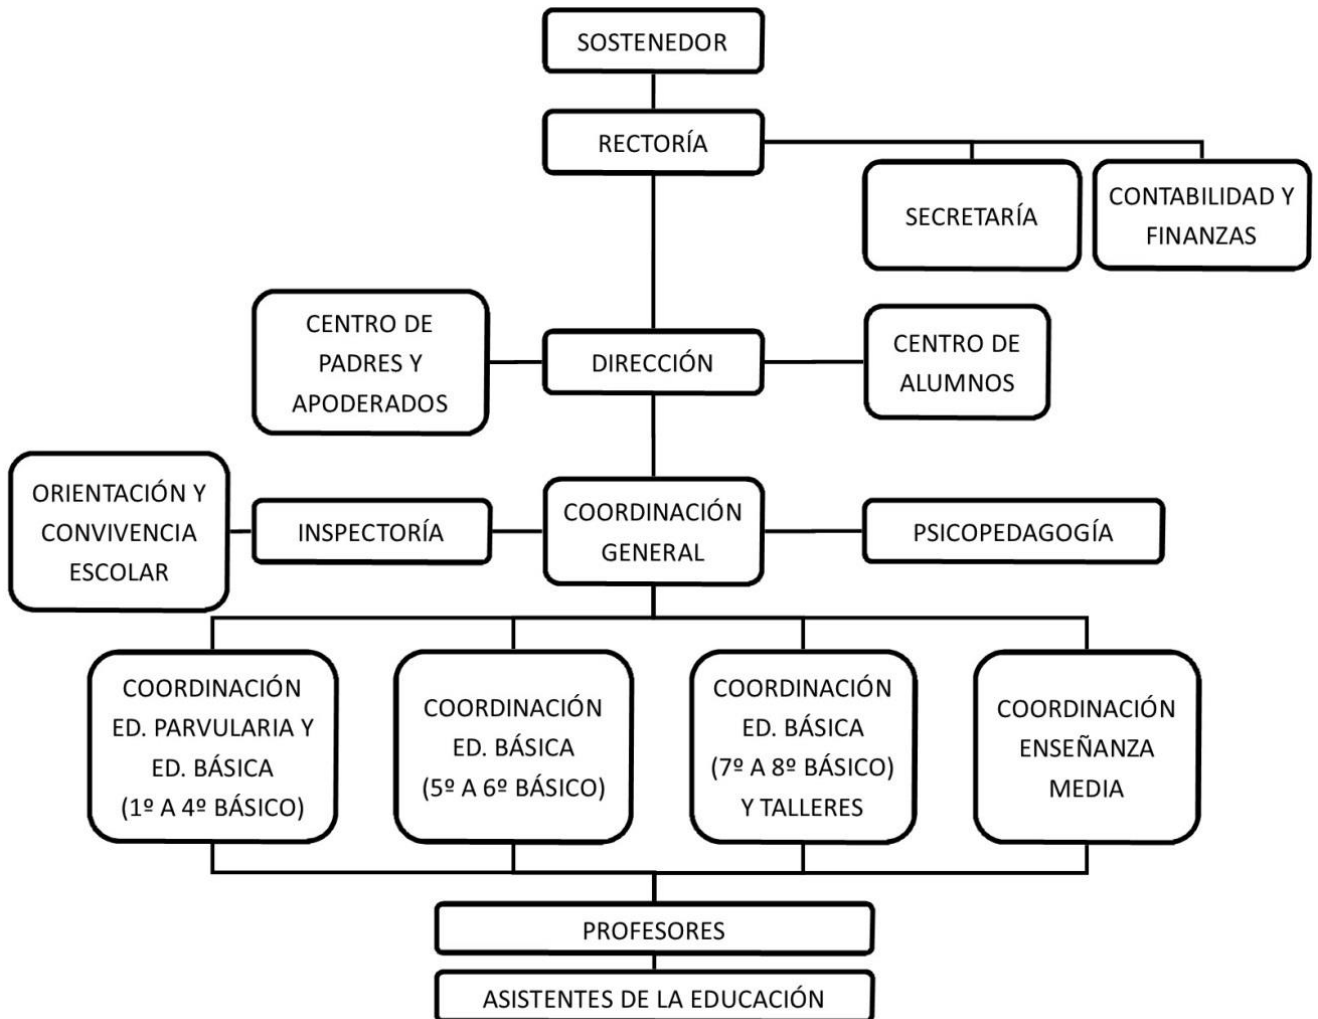 SOSTENEDOR
RECTORÍA
SECRETARÍA
CONTABILIDAD Y
FINANZAS
CENTRO DE
PADRES Y
APODERADOS
DIRECCIÓN
CENTRO DE
ALUMNOS
ORIENTACIÓN Y
CONVIVENCIA
ESCOLAR
INSPECTORÍA
COORDINACIÓN
GENERAL
PSICOPEDAGOGÍA
COORDINACIÓN
ED. PARVULARIA Y
ED. BÁSICA
(1º A 4º BÁSICO)
COORDINACIÓN
ED. BÁSICA
(5º A 6º BÁSICO)
COORDINACIÓN
ED. BÁSICA
(7º A 8º BÁSICO)
Y TALLERES
COORDINACIÓN
ENSEÑANZA
MEDIA
PROFESORES
ASISTENTES DE LA EDUCACIÓN